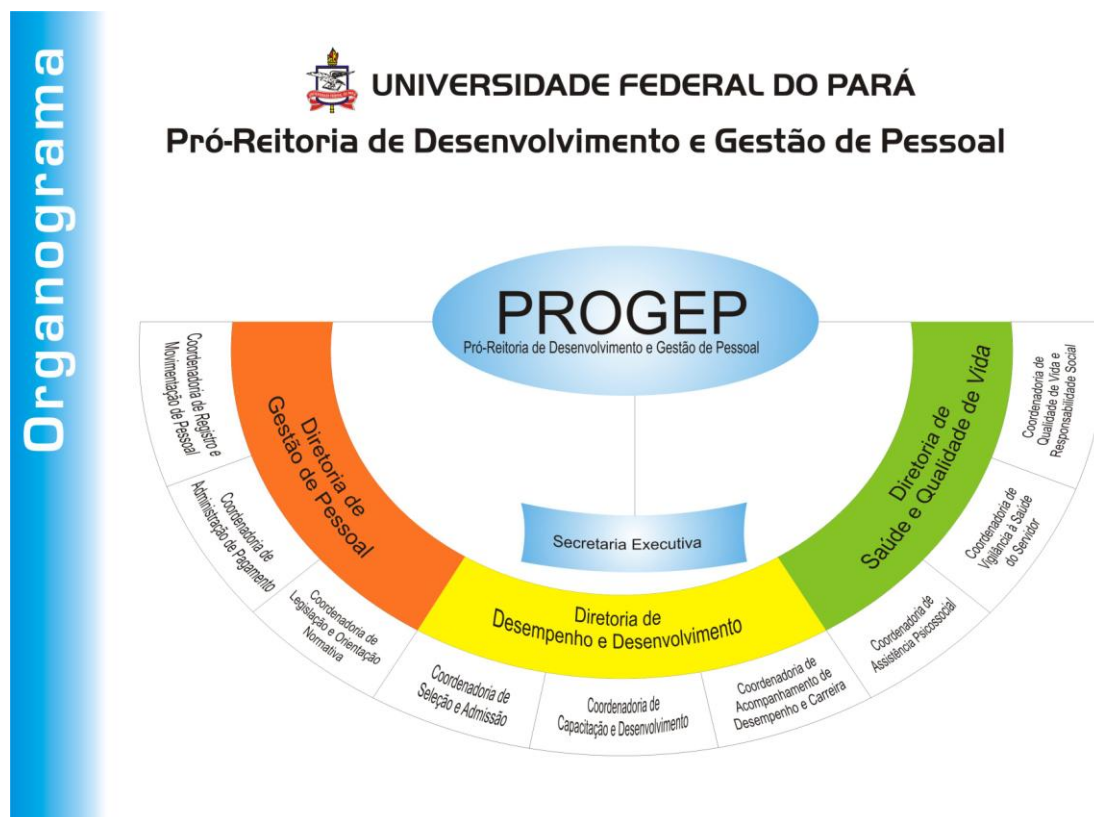 Organograma
UNIVERSIDADE FEDERAL DO PARÁ
Pró-Reitoria de Desenvolvimento e Gestão de Pessoal
PROGEP
Pró-Reitoria de Desenvolvimento e Gestão de Pessoal
Secretaria Executiva
Diretoria de
Gestão de Pessoal
Coordenadoria de Registro e
Movimentação de Pessoal
Coordenadoria de
Administração de Pagamento
Coordenadoria de
Legislação e Orientação
Normativa
Diretoria de
Desempenho e Desenvolvimento
Coordenadoria de
Seleção e Admissão
Coordenadoria de
Capacitação e Desenvolvimento
Coordenadoria de
Acompanhamento de
Desempenho e Carreira
Diretoria de
Saúde e Qualidade de Vida
Coordenadoria de
Assistência Psicossocial
Coordenadoria de
Vigilância à Saúde
do Servidor
Coordenadoria de
Qualidade de Vida e
Responsabilidade Social